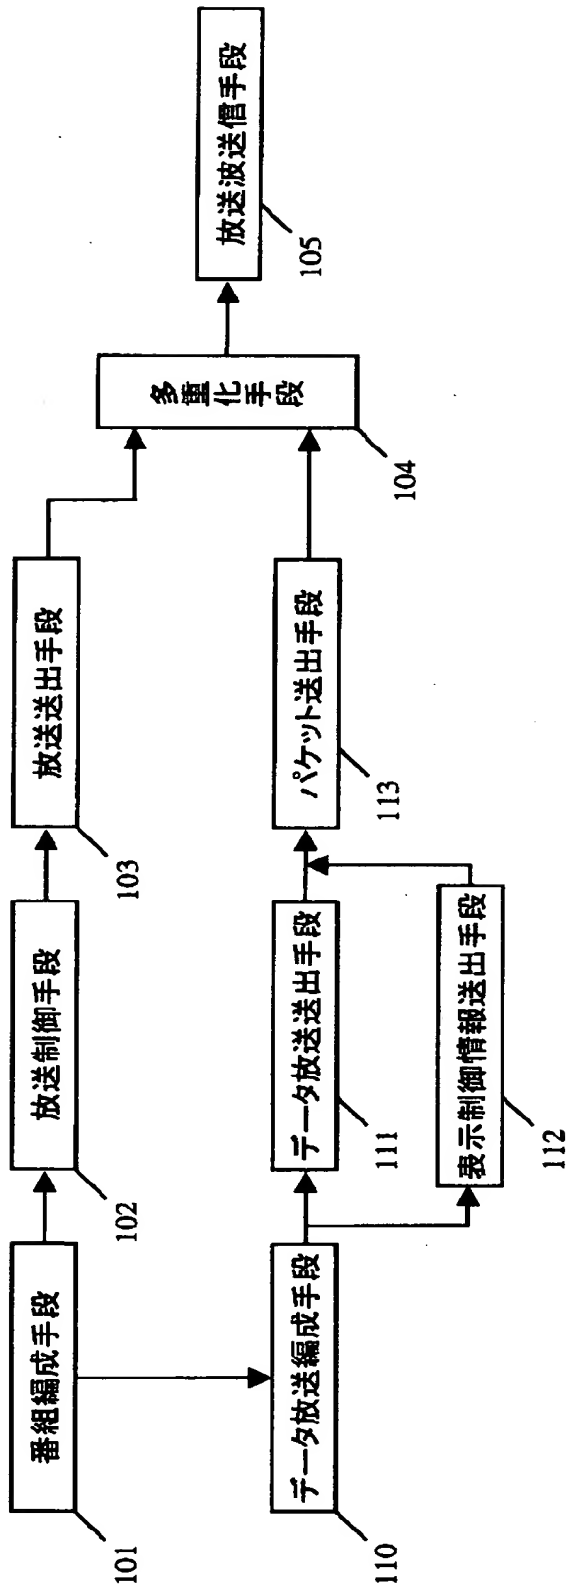 番組編成手段
101
放送制御手段
102
放送送出手段
103
多重化手段
104
放送波送信手段
105
データ放送編成手段
110
データ放送送出手段
111
表示制御情報送出手段
112
パケット送出手段
113